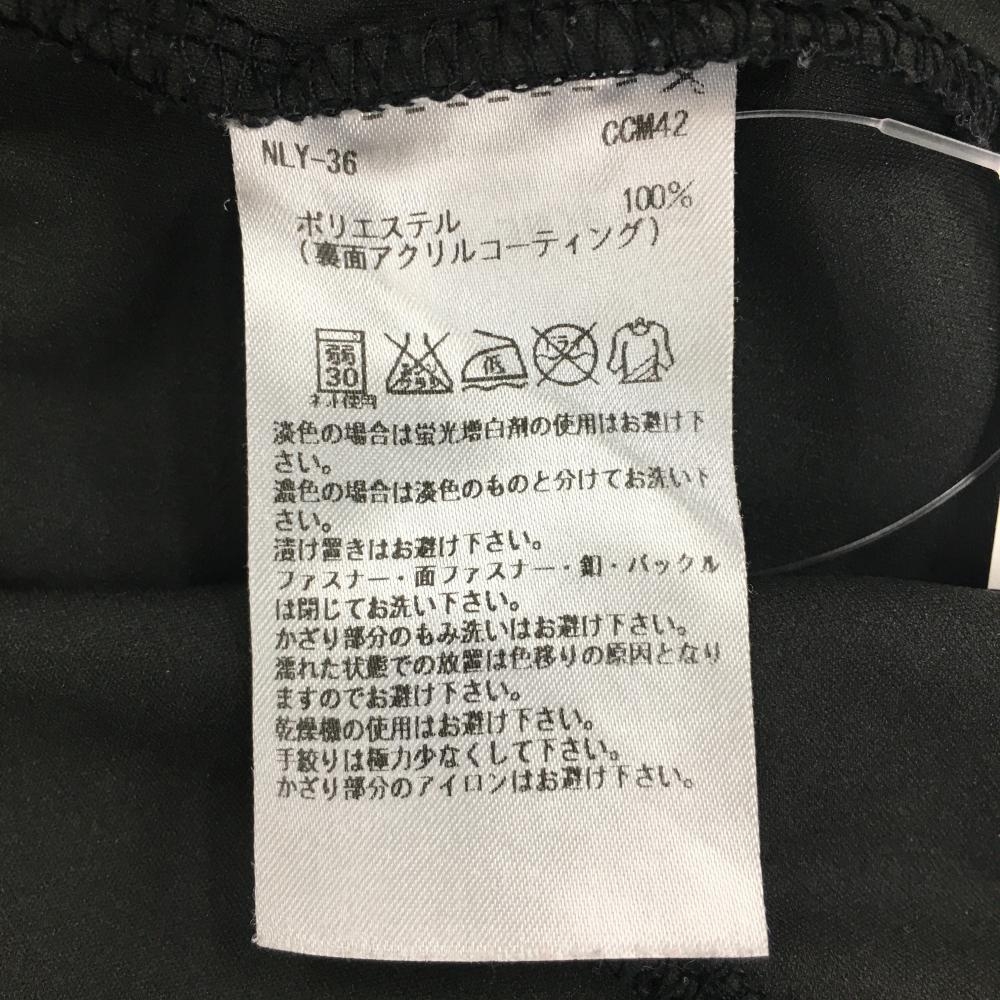 NLY-36 CCM42
ポリエステル 100%
(裏面アクリルコーティング)
弱 30 エンソサラシ 低 ドライ
ネット使用
淡色の場合は蛍光増白剤の使用はお避け下
さい。
濃色の場合は淡色のものと分けてお洗い下
さい。
漬け置きはお避け下さい。
ファスナー・面ファスナー・釦・バックル
は閉じてお洗い下さい。
かざり部分のもみ洗いはお避け下さい。
濡れた状態での放置は色移りの原因となり
ますのでお避け下さい。
乾燥機の使用はお避け下さい。
手絞りは極力少なくして下さい。
かざり部分のアイロンはお避け下さい。